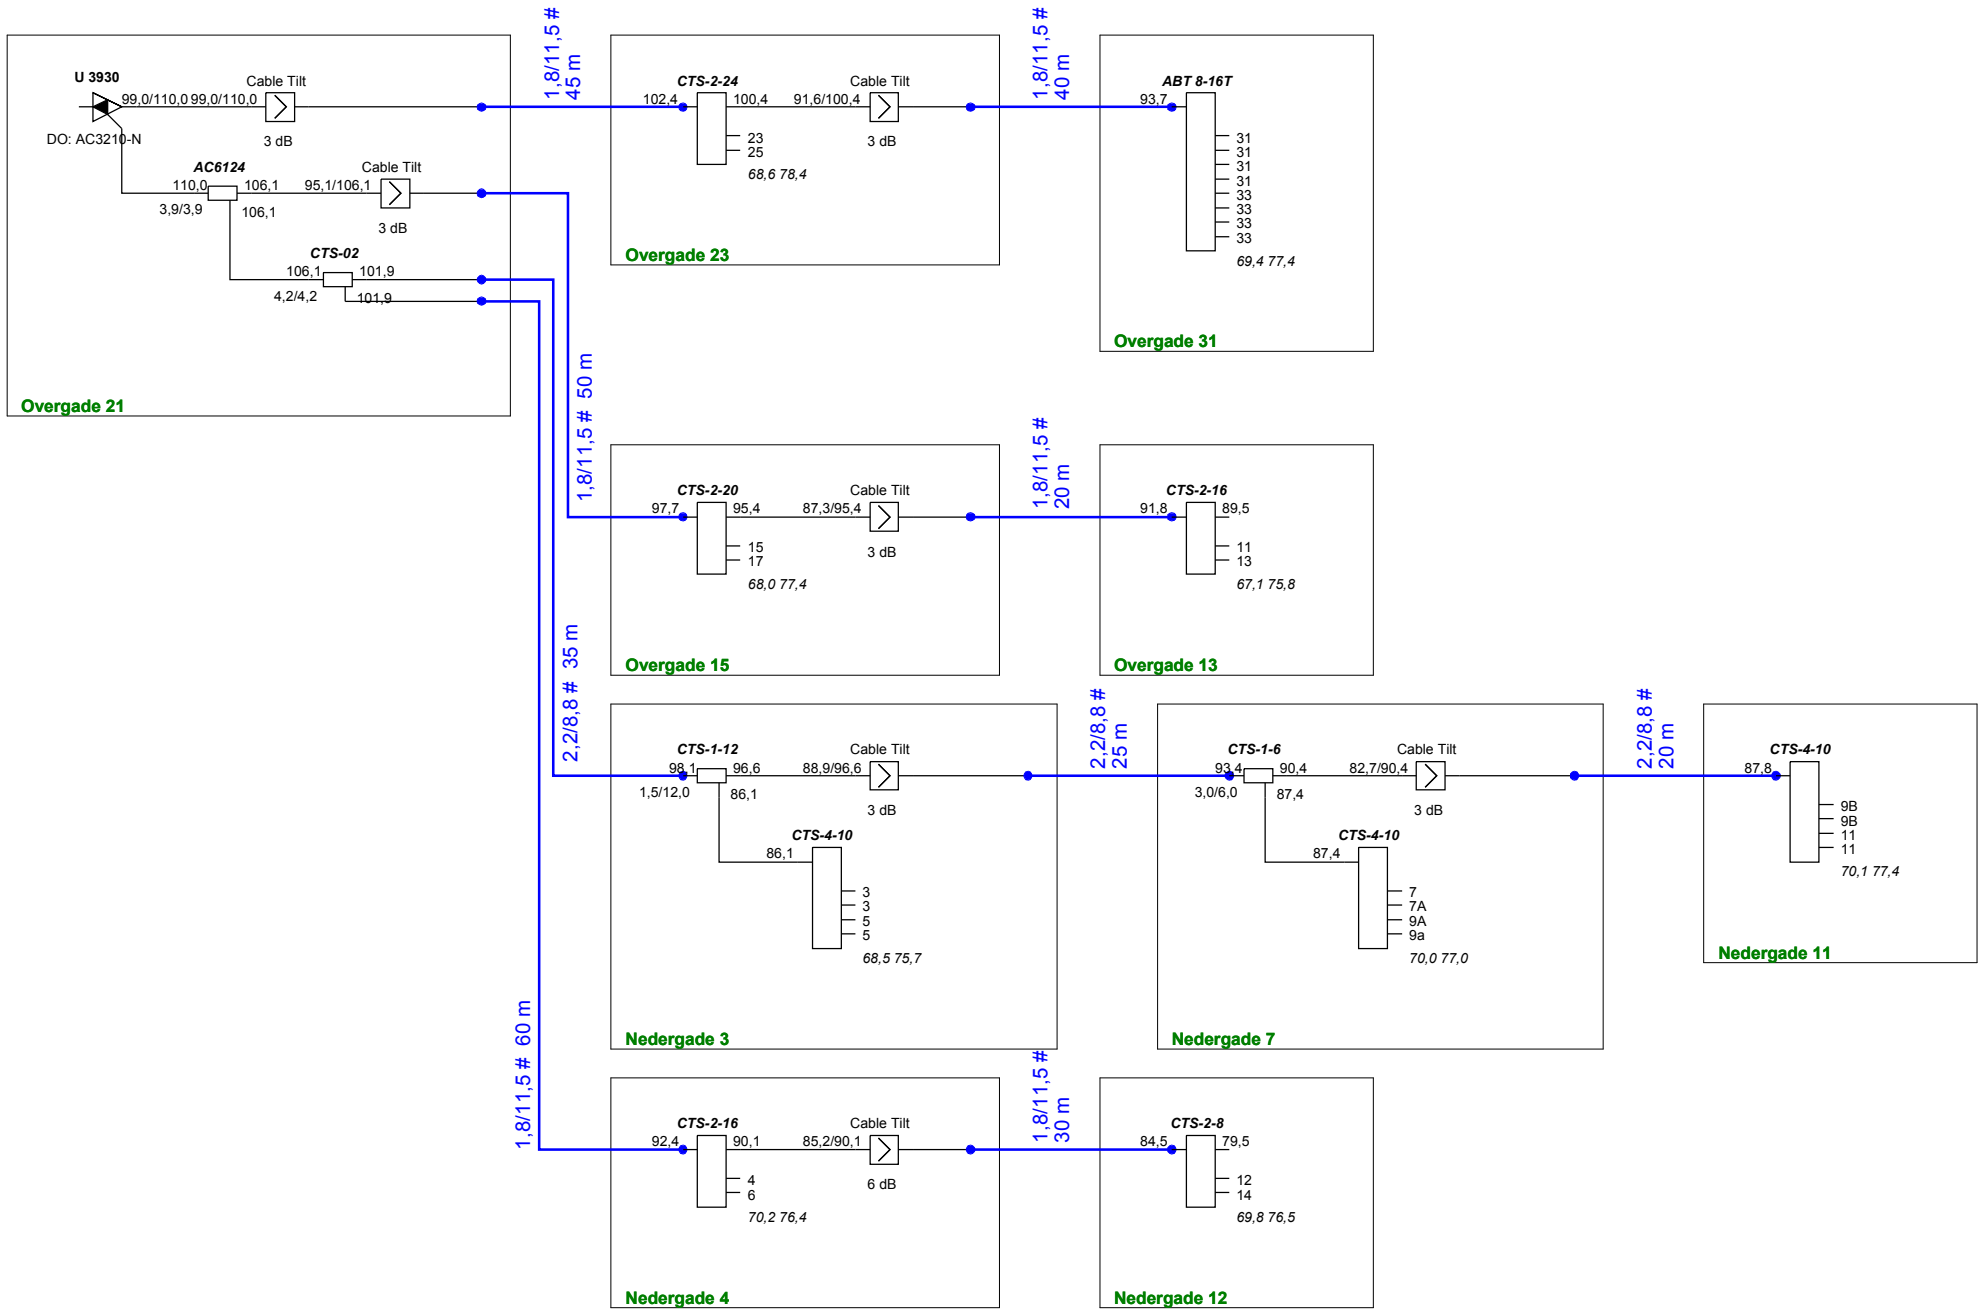 U 3930
99,0/110,0 99,0/110,0
Cable Tilt
3 dB
DO: AC3210-N
AC6124
110,0
106,1
3,9/3,9
106,1
95,1/106,1
Cable Tilt
3 dB
CTS-02
106,1
101,9
4,2/4,2
101,9
Overgade 21
1,8/11,5 #
45 m
CTS-2-24
102,4
100,4
91,6/100,4
Cable Tilt
3 dB
23
25
68,6 78,4
Overgade 23
1,8/11,5 #
40 m
ABT 8-16T
93,7
31
31
31
31
33
33
33
33
69,4 77,4
Overgade 31
1,8/11,5 # 50 m
CTS-2-20
97,7
95,4
87,3/95,4
Cable Tilt
3 dB
15
17
68,0 77,4
Overgade 15
1,8/11,5 #
20 m
CTS-2-16
91,8
89,5
11
13
67,1 75,8
Overgade 13
2,2/8,8 # 35 m
CTS-1-12
98,1
96,6
1,5/12,0
86,1
88,9/96,6
Cable Tilt
3 dB
CTS-4-10
86,1
3
3
5
5
68,5 75,7
Nedergade 3
2,2/8,8 #
25 m
CTS-1-6
93,4
90,4
3,0/6,0
87,4
82,7/90,4
Cable Tilt
3 dB
CTS-4-10
87,4
7
7A
9A
9a
70,0 77,0
Nedergade 7
2,2/8,8 #
20 m
CTS-4-10
87,8
9B
9B
11
11
70,1 77,4
Nedergade 11
1,8/11,5 # 60 m
CTS-2-16
92,4
90,1
85,2/90,1
Cable Tilt
6 dB
4
6
70,2 76,4
Nedergade 4
1,8/11,5 #
30 m
CTS-2-8
84,5
79,5
12
14
69,8 76,5
Nedergade 12